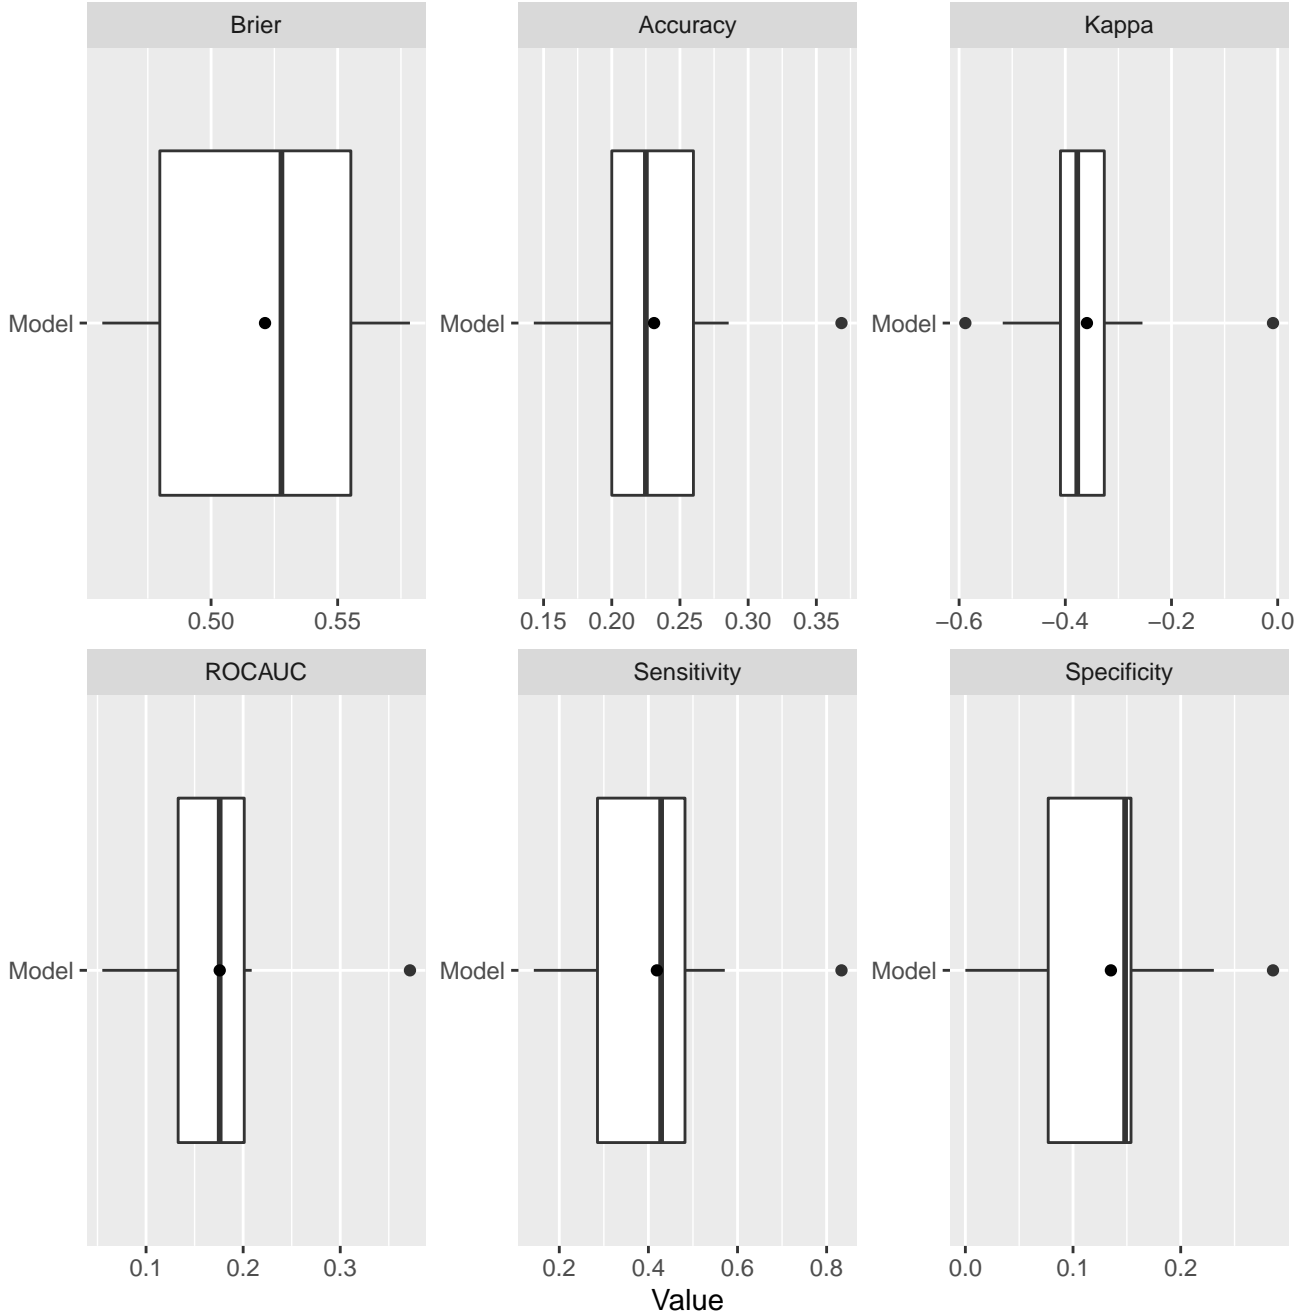 Brier Accuracy Kappa
Model Model Model
0.50 0.55 0.15 0.20 0.25 0.30 0.35 −0.6 −0.4 −0.2 0.0
ROCAUC Sensitivity Specificity
Model Model Model
0.1 0.2 0.3 0.2 0.4 0.6 0.8 0.0 0.1 0.2
Value